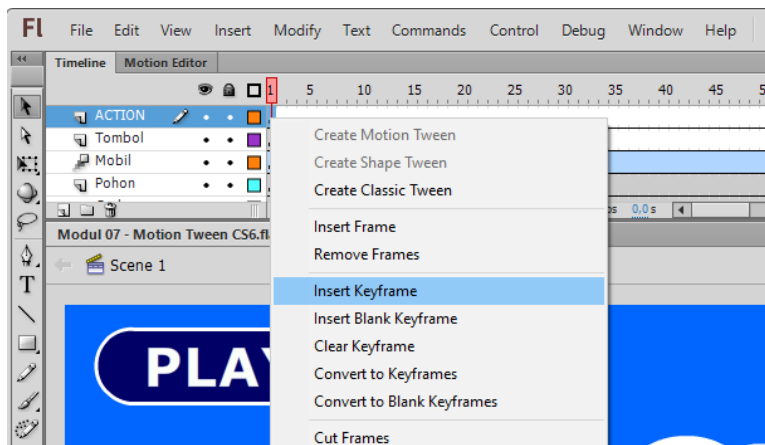 Fl File Edit View Insert Modify Text Commands Control Debug Window Help
Timeline Motion Editor
1 5 10 15 20 25 30 35 40 45 5
ACTION
Tombol
Mobil
Pohon
0,0 s
Modul 07 - Motion Tween CS6.fl
Scene 1
Create Motion Tween
Create Shape Tween
Create Classic Tween
Insert Frame
Remove Frames
Insert Keyframe
Insert Blank Keyframe
Clear Keyframe
Convert to Keyframes
Convert to Blank Keyframes
Cut Frames
PLAY
T